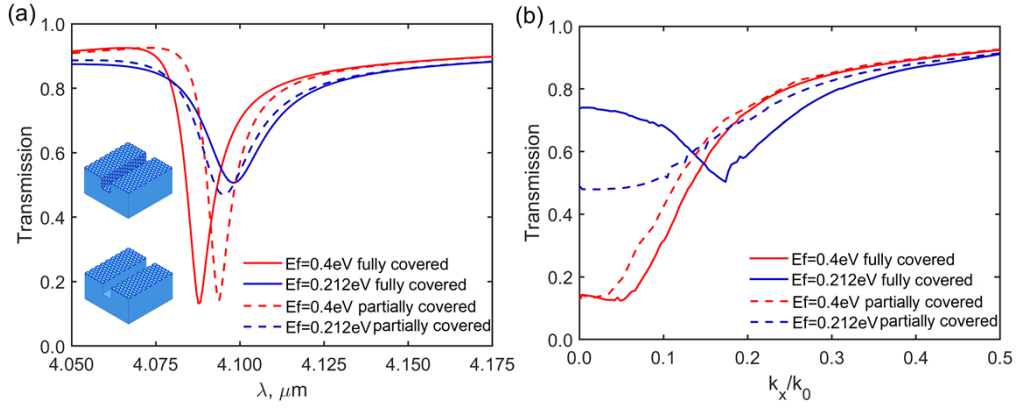 (a)
Transmission
1.0
0.8
0.6
0.4
0.2
0.0
Ef=0.4eV fully covered
Ef=0.212eV fully covered
Ef=0.4eV partially covered
Ef=0.212eV partially covered
4.050 4.075 4.100 4.125 4.150 4.175
λ, μm
(b)
Transmission
1.0
0.8
0.6
0.4
0.2
0.0
Ef=0.4eV fully covered
Ef=0.212eV fully covered
Ef=0.4eV partially covered
Ef=0.212eV partially covered
0.0 0.1 0.2 0.3 0.4 0.5
k_x/k_0